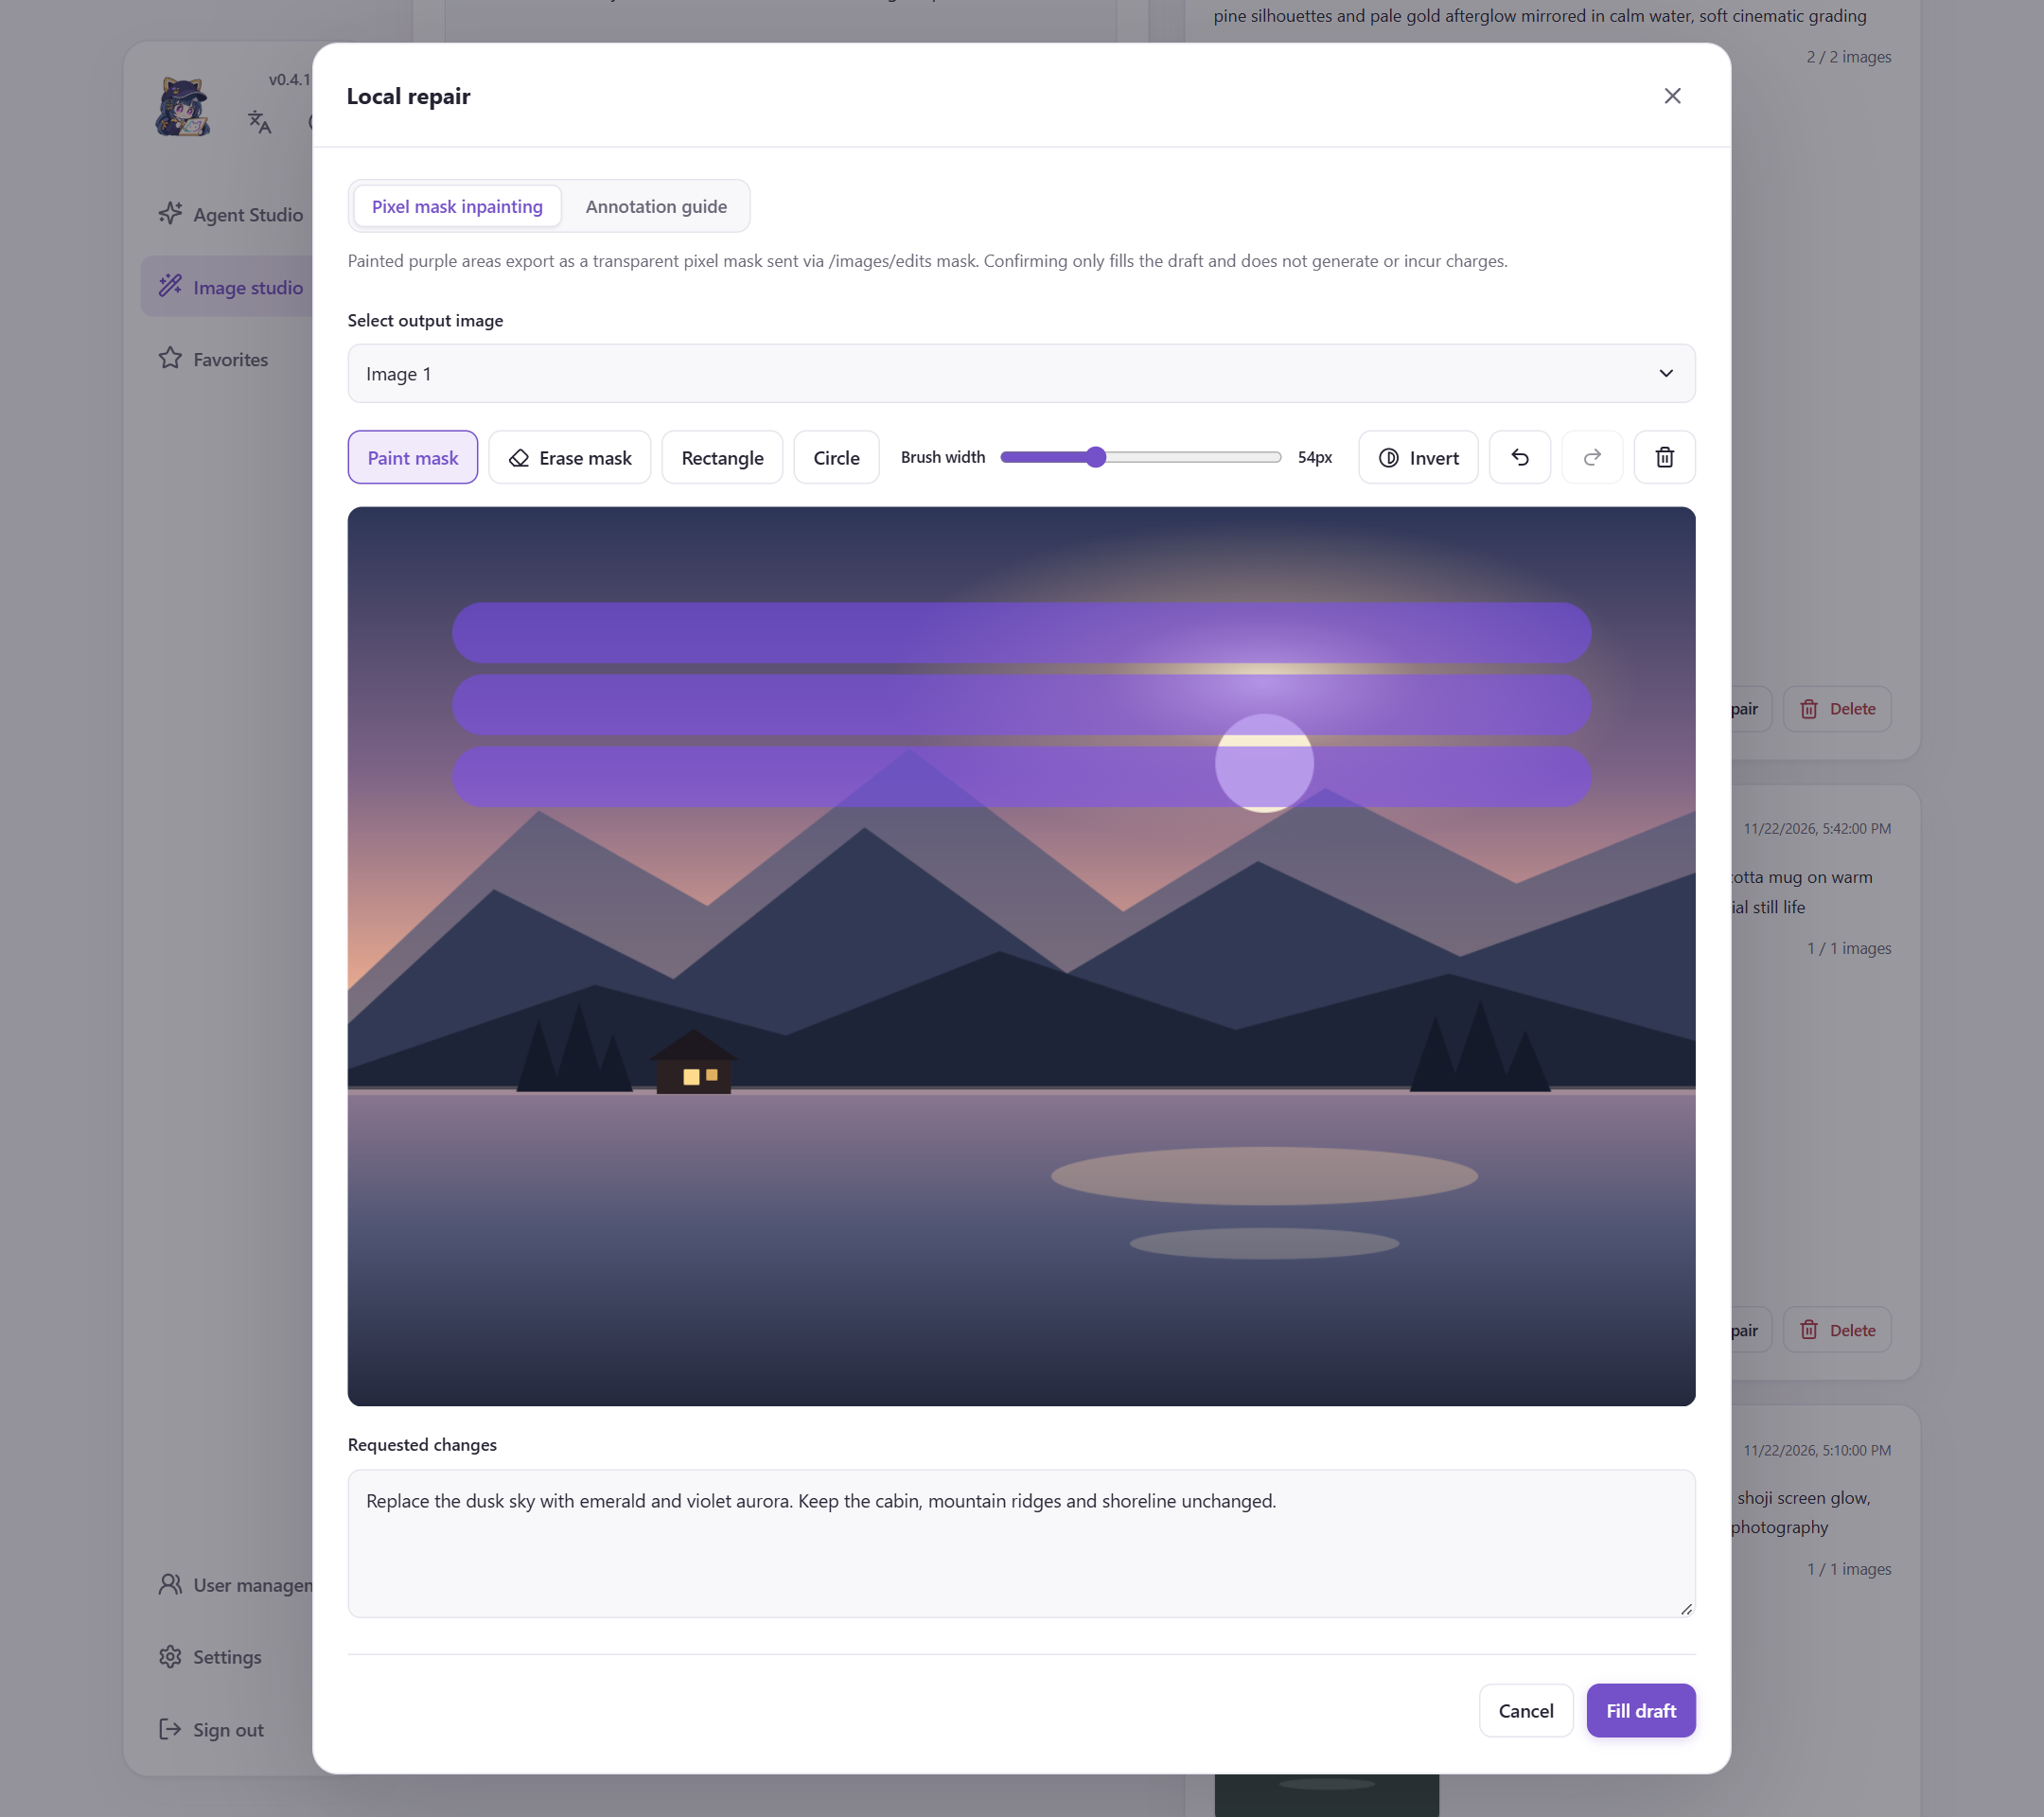 pine silhouettes and pale gold afterglow mirrored in calm water, soft cinematic grading
2 / 2 images
v0.4.1
Agent Studio
Image studio
Favorites
Local repair
Pixel mask inpainting
Annotation guide
Painted purple areas export as a transparent pixel mask sent via /images/edits mask. Confirming only fills the draft and does not generate or incur charges.
Select output image
Image 1
Paint mask
Erase mask
Rectangle
Circle
Brush width
54px
Invert
Requested changes
Replace the dusk sky with emerald and violet aurora. Keep the cabin, mountain ridges and shoreline unchanged.
Cancel
Fill draft
Delete
11/22/2026, 5:42:00 PM
mug on warm
still life
1 / 1 images
Delete
11/22/2026, 5:10:00 PM
shoji screen glow,
photography
1 / 1 images
User
Settings
Sign out